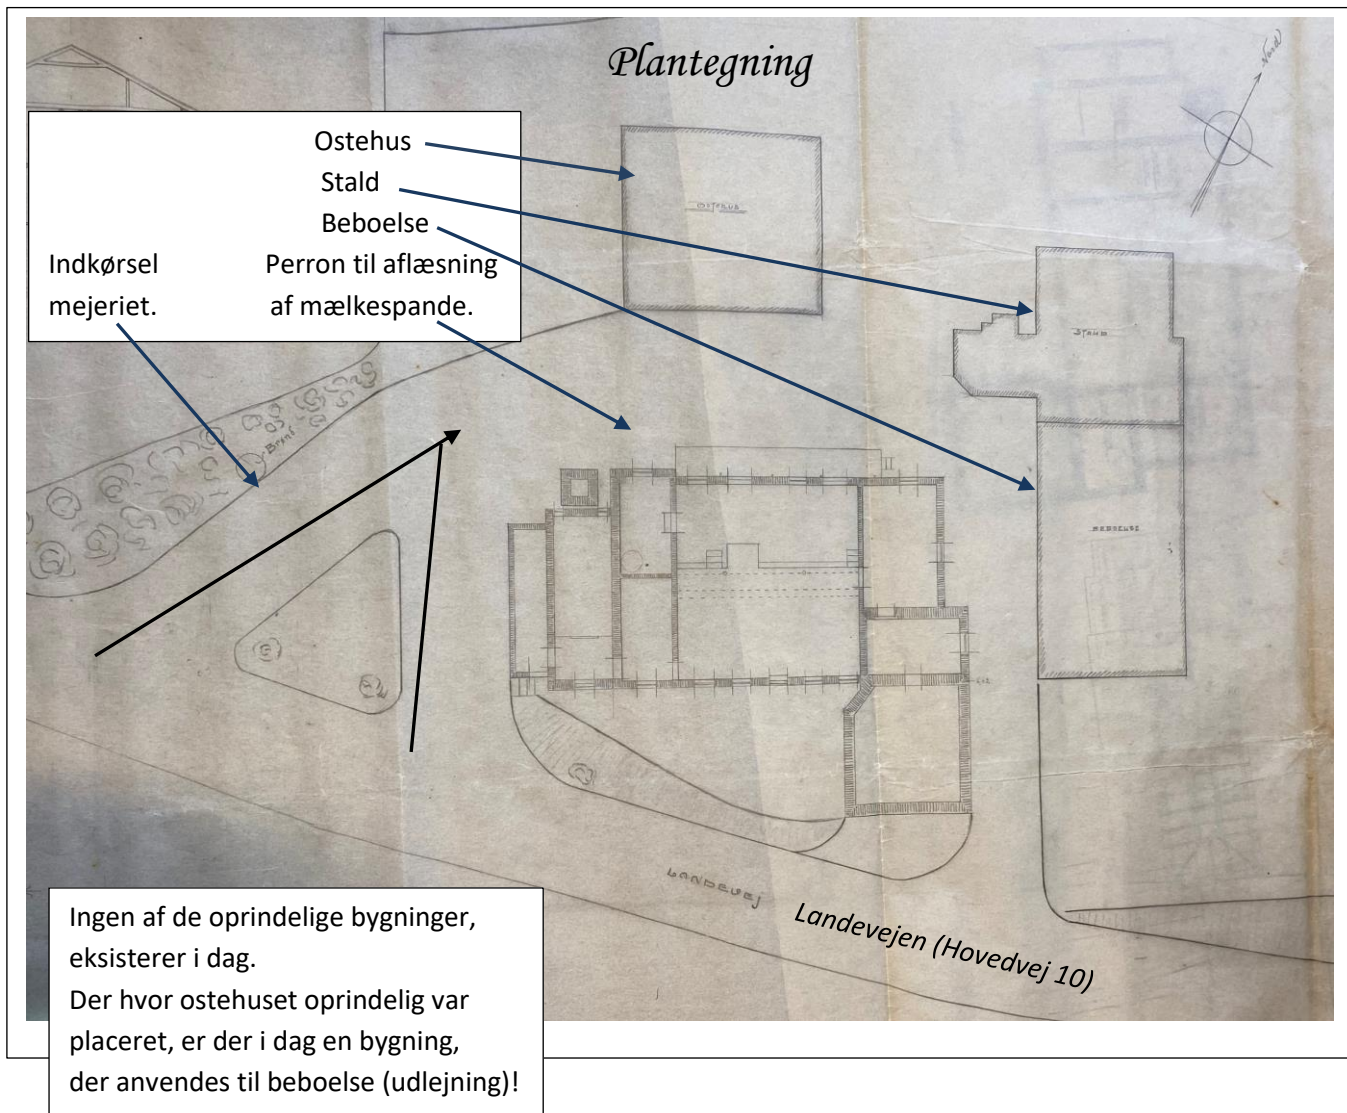 Plantegning
Nord
Ostehus
Stald
Beboelse
Indkørsel
mejeriet.
Perron til aflæsning
af mælkespande.
OSTEHUS
STALD
Brønd
BEBOELSE
LANDEVEJ
Landevejen (Hovedvej 10)
Ingen af de oprindelige bygninger,
eksisterer i dag.
Der hvor ostehuset oprindelig var
placeret, er der i dag en bygning,
der anvendes til beboelse (udlejning)!